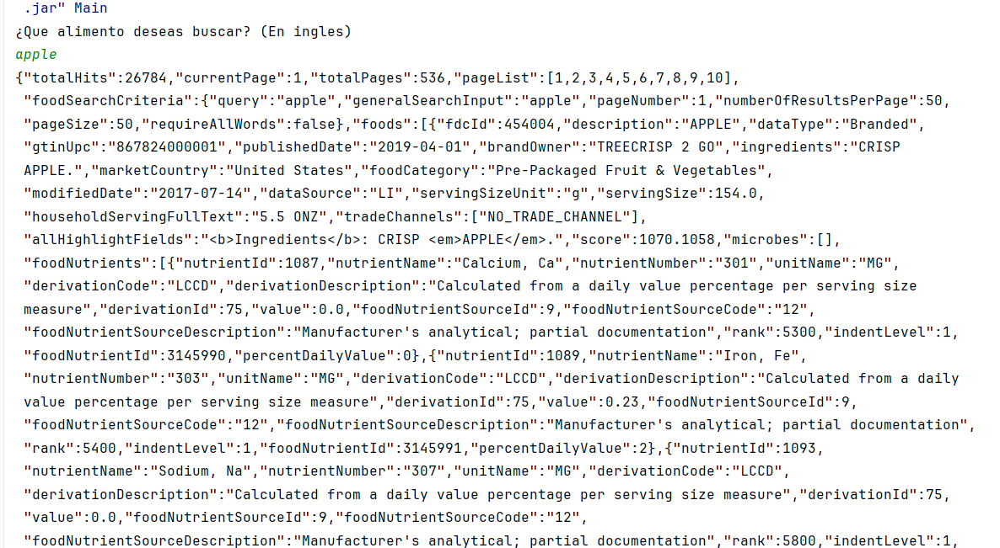 .jar" Main
¿Que alimento deseas buscar? (En ingles)
apple
{"totalHits":26784,"currentPage":1,"totalPages":536,"pageList":[1,2,3,4,5,6,7,8,9,10],
"foodSearchCriteria":{"query":"apple","generalSearchInput":"apple","pageNumber":1,"numberOfResultsPerPage":50,
"pageSize":50,"requireAllWords":false},"foods":[{"fdcId":454004,"description":"APPLE","dataType":"Branded",
"gtinUpc":"867824000001","publishedDate":"2019-04-01","brandOwner":"TREECRISP 2 GO","ingredients":"CRISP
APPLE.","marketCountry":"United States","foodCategory":"Pre-Packaged Fruit & Vegetables",
"modifiedDate":"2017-07-14","dataSource":"LI","servingSizeUnit":"g","servingSize":154.0,
"householdServingFullText":"5.5 ONZ","tradeChannels":["NO_TRADE_CHANNEL"],
"allHighlightFields":"<b>Ingredients</b>: CRISP <em>APPLE</em>.","score":1070.1058,"microbes":[],
"foodNutrients":[{"nutrientId":1087,"nutrientName":"Calcium, Ca","nutrientNumber":"301","unitName":"MG",
"derivationCode":"LCCD","derivationDescription":"Calculated from a daily value percentage per serving size
measure","derivationId":75,"value":0.0,"foodNutrientSourceId":9,"foodNutrientSourceCode":"12",
"foodNutrientSourceDescription":"Manufacturer's analytical; partial documentation","rank":5300,"indentLevel":1,
"foodNutrientId":3145990,"percentDailyValue":0},{"nutrientId":1089,"nutrientName":"Iron, Fe",
"nutrientNumber":"303","unitName":"MG","derivationCode":"LCCD","derivationDescription":"Calculated from a daily
value percentage per serving size measure","derivationId":75,"value":0.23,"foodNutrientSourceId":9,
"foodNutrientSourceCode":"12","foodNutrientSourceDescription":"Manufacturer's analytical; partial documentation",
"rank":5400,"indentLevel":1,"foodNutrientId":3145991,"percentDailyValue":2},{"nutrientId":1093,
"nutrientName":"Sodium, Na","nutrientNumber":"307","unitName":"MG","derivationCode":"LCCD",
"derivationDescription":"Calculated from a daily value percentage per serving size measure","derivationId":75,
"value":0.0,"foodNutrientSourceId":9,"foodNutrientSourceCode":"12",
"foodNutrientSourceDescription":"Manufacturer's analytical; partial documentation","rank":5800,"indentLevel":1,